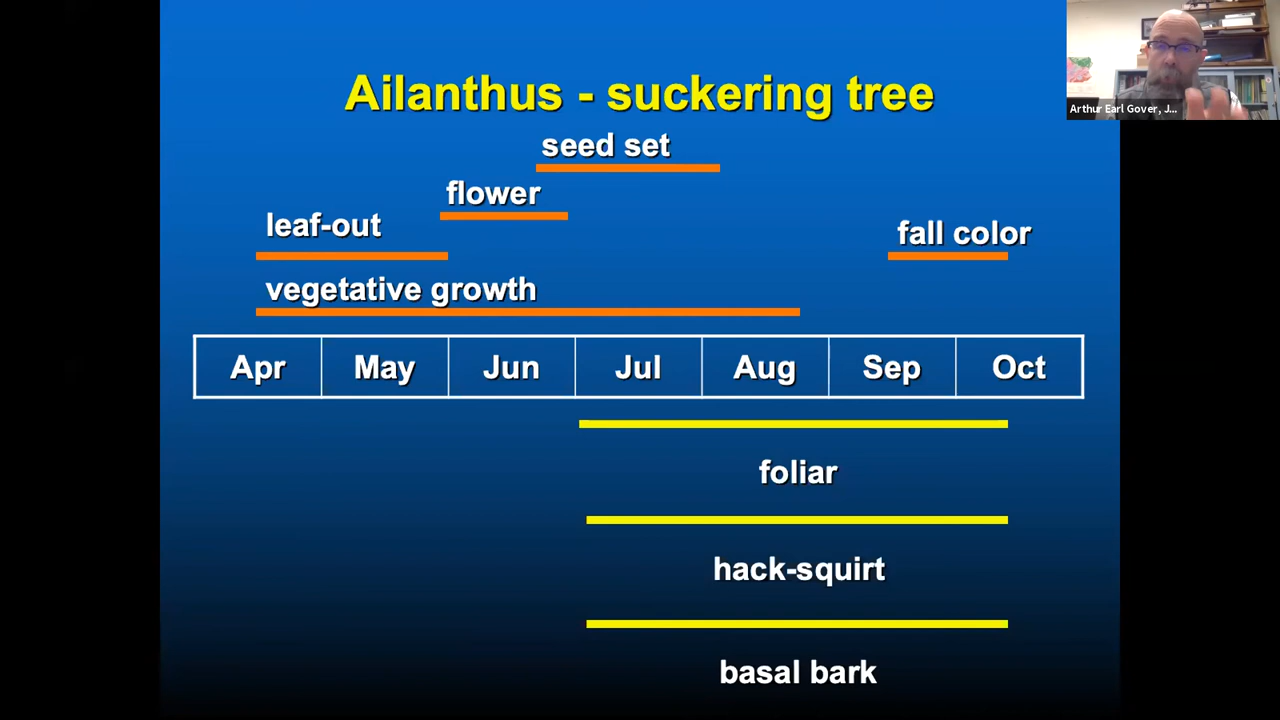 Ailanthus - suckering tree
seed set
flower
leaf-out
fall color
vegetative growth
Apr May Jun Jul Aug Sep Oct
foliar
hack-squirt
basal bark
Arthur Earl Gover, J...